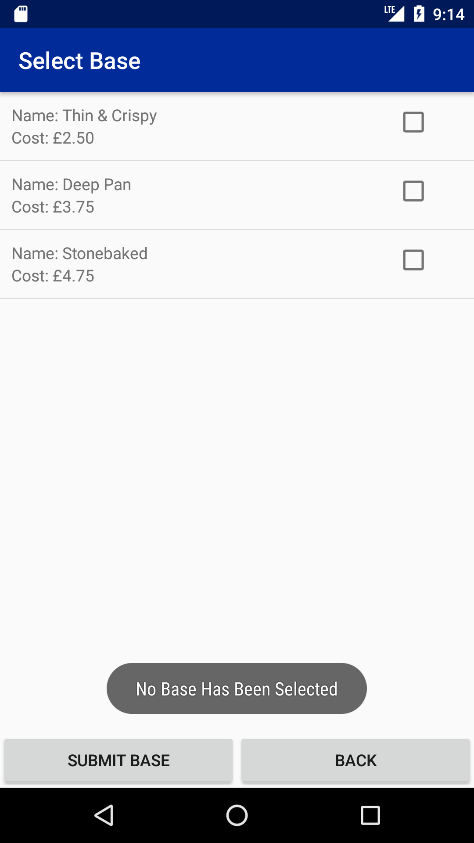 LTE 9:14
Select Base
Name: Thin & Crispy
Cost: £2.50
Name: Deep Pan
Cost: £3.75
Name: Stonebaked
Cost: £4.75
No Base Has Been Selected
SUBMIT BASE BACK